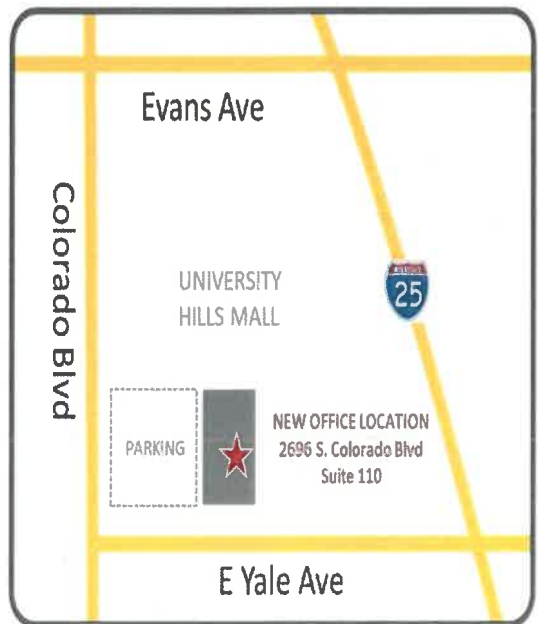 Evans Ave
Colorado Blvd
UNIVERSITY
HILLS MALL
25
PARKING
NEW OFFICE LOCATION
2696 S. Colorado Blvd
Suite 110
E Yale Ave